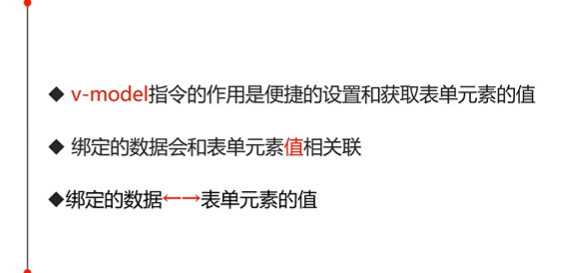 ◆ v-model指令的作用是便捷的设置和获取表单元素的值
◆ 绑定的数据会和表单元素值相关联
◆绑定的数据←→表单元素的值